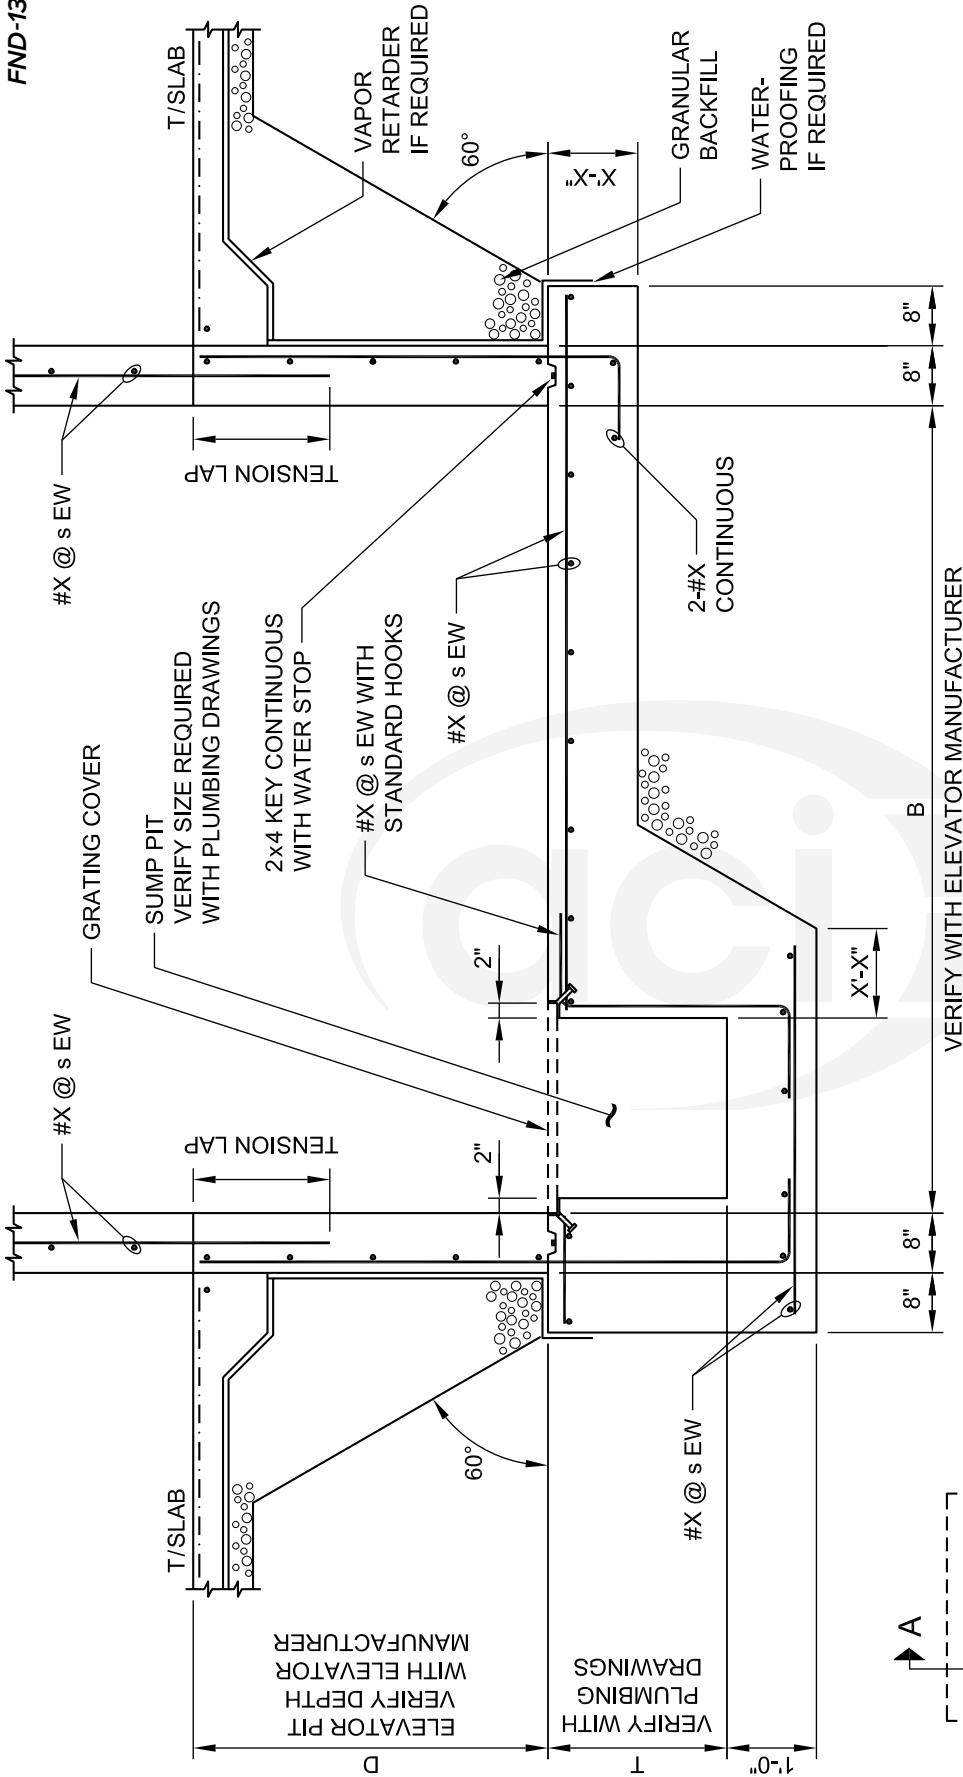 FND-13
T/SLAB
VAPOR
RETARDER
IF REQUIRED
60°
X'-X"
GRANULAR
BACKFILL
WATER-
PROOFING
IF REQUIRED
#X @ s EW
TENSION LAP
8"
8"
GRATING COVER
SUMP PIT
VERIFY SIZE REQUIRED
WITH PLUMBING DRAWINGS
2x4 KEY CONTINUOUS
WITH WATER STOP
#X @ s EW WITH
STANDARD HOOKS
#X @ s EW
2-#X
CONTINUOUS
#X @ s EW
TENSION LAP
2"
2"
X'-X"
B
VERIFY WITH ELEVATOR MANUFACTURER
aci
T/SLAB
60°
#X @ s EW
8"
8"
ELEVATOR PIT
VERIFY DEPTH
WITH ELEVATOR
MANUFACTURER
D
VERIFY WITH
PLUMBING
DRAWINGS
T
1'-0"
A